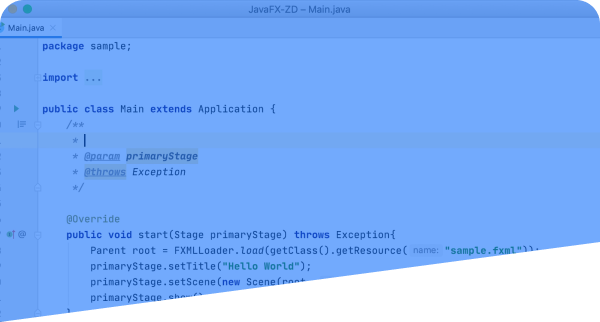 JavaFX-ZD – Main.java
Main.java
package sample;
import ...
public class Main extends Application {
/**
*
* @param primaryStage
* @throws Exception
*/
@Override
public void start(Stage primaryStage) throws Exception{
Parent root = FXMLLoader.load(getClass().getResource( name: "sample.fxml"));
primaryStage.setTitle("Hello World");
primaryStage.setScene(new Scene(root
primaryStage.show()
}